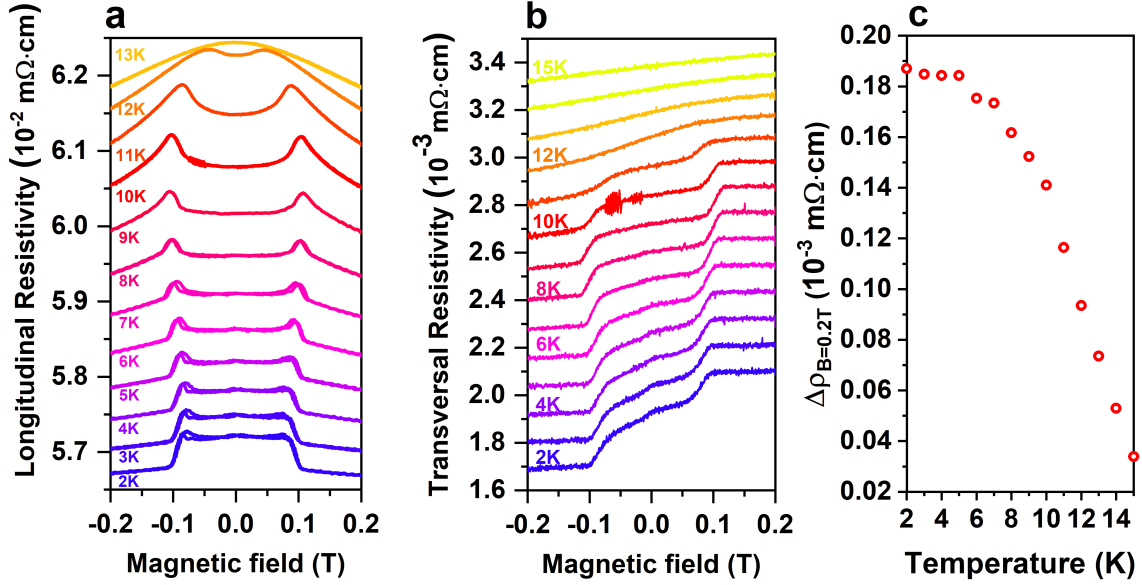 a
Longitudinal Resistivity (10⁻² mΩ·cm)
6.2
6.1
6.0
5.9
5.8
5.7
13K
12K
11K
10K
9K
8K
7K
6K
5K
4K
3K
2K
-0.2 -0.1 0.0 0.1 0.2
Magnetic field (T)
b
Transversal Resistivity (10⁻³ mΩ·cm)
3.4
3.2
3.0
2.8
2.6
2.4
2.2
2.0
1.8
1.6
15K
12K
10K
8K
6K
4K
2K
-0.2 -0.1 0.0 0.1 0.2
Magnetic field (T)
c
Δρ_B=0.2T (10⁻³ mΩ·cm)
0.20
0.18
0.16
0.14
0.12
0.10
0.08
0.06
0.04
0.02
2 4 6 8 10 12 14
Temperature (K)